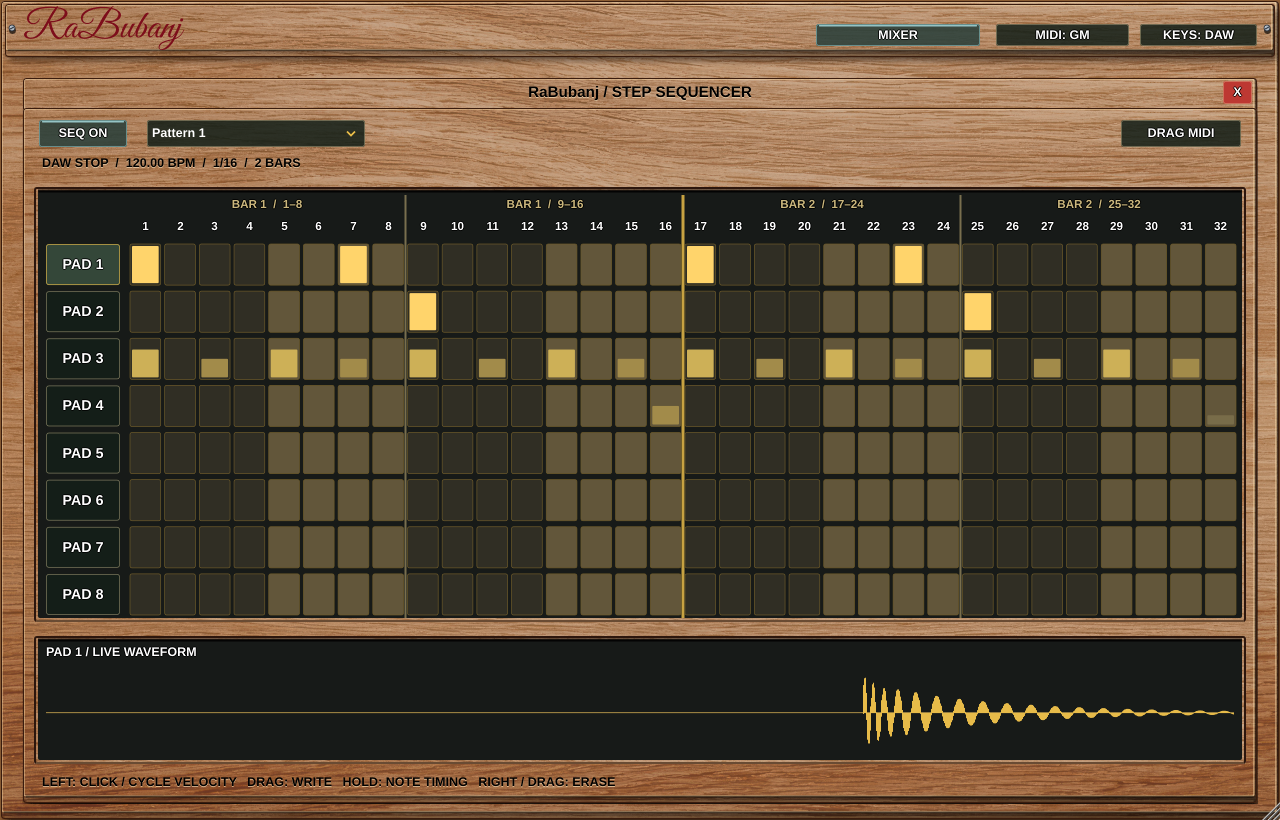 RaBubanj
MIXER MIDI: GM KEYS: DAW
RaBubanj / STEP SEQUENCER X
SEQ ON Pattern 1 DRAG MIDI
DAW STOP / 120.00 BPM / 1/16 / 2 BARS
BAR 1 / 1–8 BAR 1 / 9–16 BAR 2 / 17–24 BAR 2 / 25–32
1 2 3 4 5 6 7 8 9 10 11 12 13 14 15 16 17 18 19 20 21 22 23 24 25 26 27 28 29 30 31 32
PAD 1
PAD 2
PAD 3
PAD 4
PAD 5
PAD 6
PAD 7
PAD 8
PAD 1 / LIVE WAVEFORM
LEFT: CLICK / CYCLE VELOCITY DRAG: WRITE HOLD: NOTE TIMING RIGHT / DRAG: ERASE